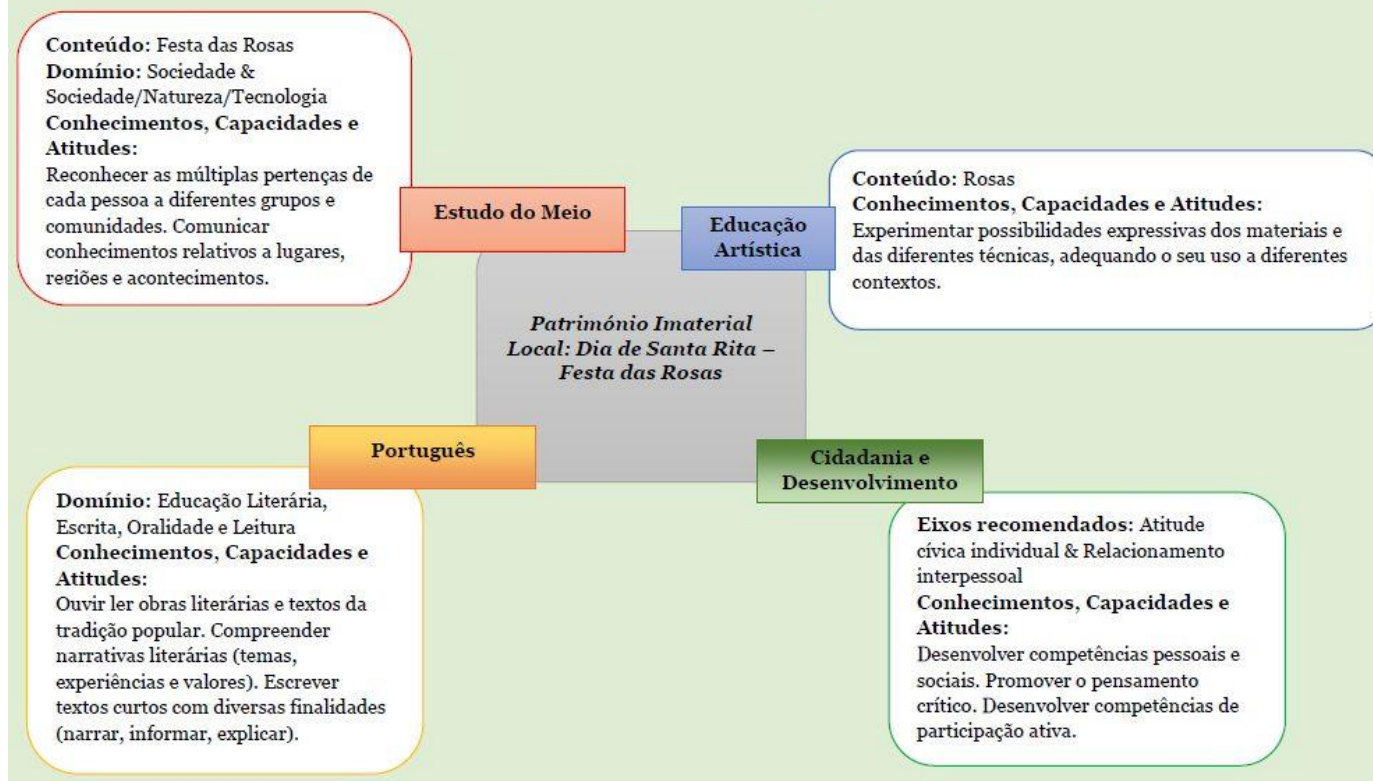 Conteúdo: Festa das Rosas
Domínio: Sociedade &
Sociedade/Natureza/Tecnologia
Conhecimentos, Capacidades e
Atitudes:
Reconhecer as múltiplas pertenças de
cada pessoa a diferentes grupos e
comunidades. Comunicar
conhecimentos relativos a lugares,
regiões e acontecimentos.
Estudo do Meio
Educação
Artística
Conteúdo: Rosas
Conhecimentos, Capacidades e Atitudes:
Experimentar possibilidades expressivas dos materiais e
das diferentes técnicas, adequando o seu uso a diferentes
contextos.
Património Imaterial
Local: Dia de Santa Rita –
Festa das Rosas
Português
Domínio: Educação Literária,
Escrita, Oralidade e Leitura
Conhecimentos, Capacidades e
Atitudes:
Ouvir ler obras literárias e textos da
tradição popular. Compreender
narrativas literárias (temas,
experiências e valores). Escrever
textos curtos com diversas finalidades
(narrar, informar, explicar).
Cidadania e
Desenvolvimento
Eixos recomendados: Atitude
cívica individual & Relacionamento
interpessoal
Conhecimentos, Capacidades e
Atitudes:
Desenvolver competências pessoais e
sociais. Promover o pensamento
crítico. Desenvolver competências de
participação ativa.